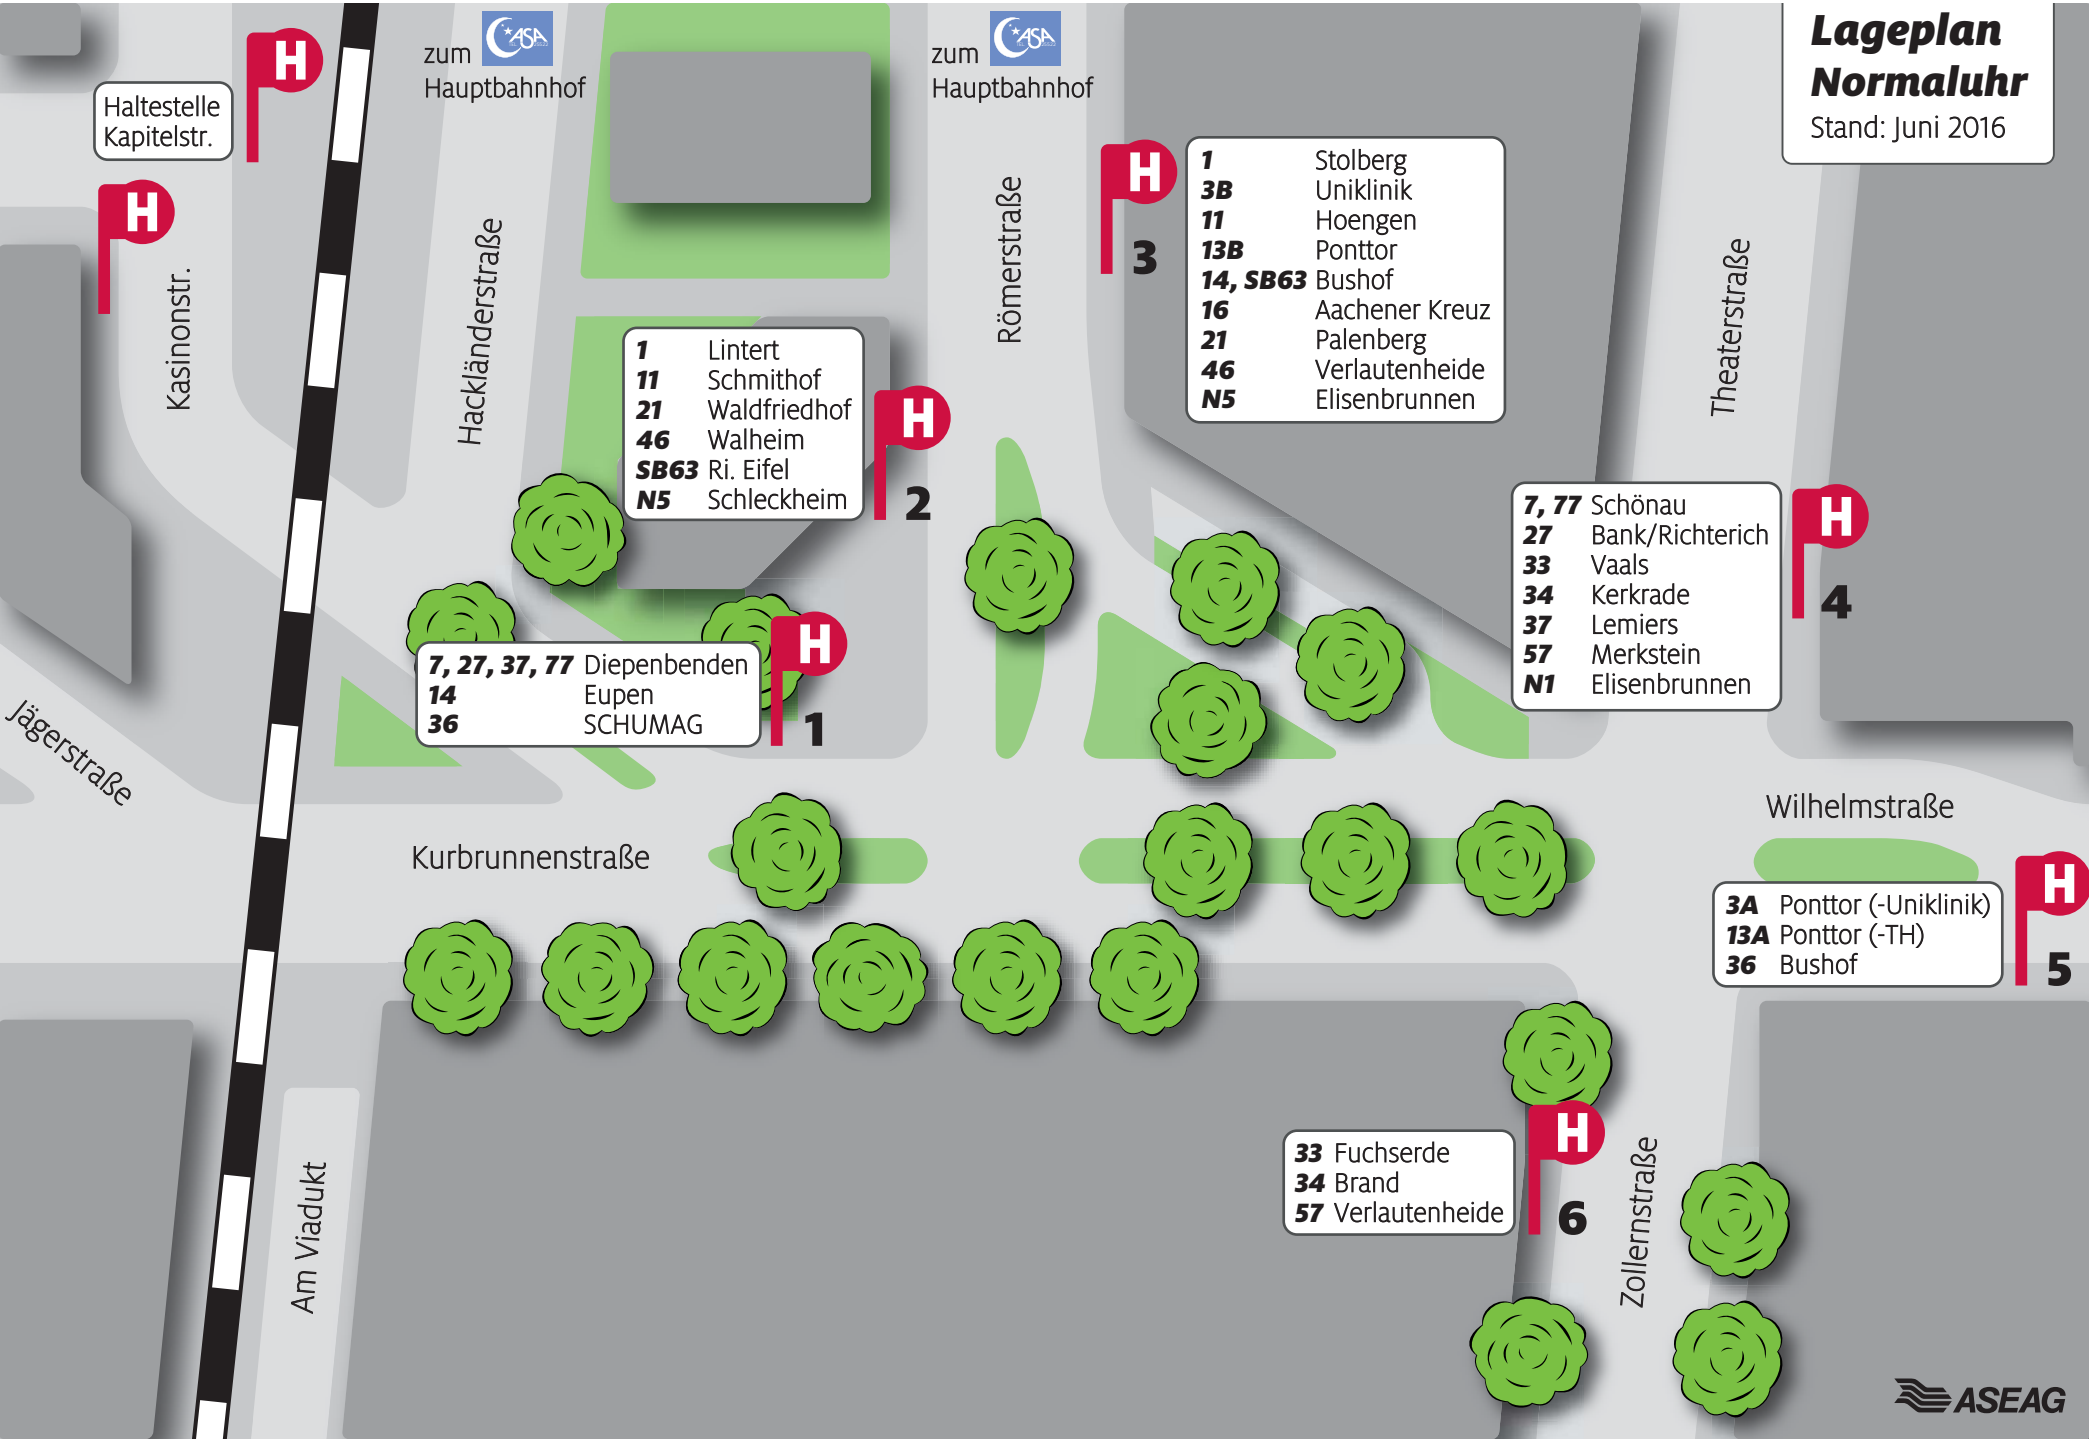 Lageplan
Normaluhr
Stand: Juni 2016
zum ASA
Hauptbahnhof
zum ASA
Hauptbahnhof
H
Haltestelle
Kapitelstr.
H
Kasinonstr.
Hackländerstraße
Römerstraße
Theaterstraße
H
3
1 Stolberg
3B Uniklinik
11 Hoengen
13B Ponttor
14, SB63 Bushof
16 Aachener Kreuz
21 Palenberg
46 Verlautenheide
N5 Elisenbrunnen
1 Lintert
11 Schmithof
21 Waldfriedhof
46 Walheim
SB63 Ri. Eifel
N5 Schleckheim
H
2
7, 77 Schönau
27 Bank/Richterich
33 Vaals
34 Kerkrade
37 Lemiers
57 Merkstein
N1 Elisenbrunnen
H
4
7, 27, 37, 77 Diepenbenden
14 Eupen
36 SCHUMAG
H
1
Jägerstraße
Kurbrunnenstraße
Wilhelmstraße
3A Ponttor (-Uniklinik)
13A Ponttor (-TH)
36 Bushof
H
5
33 Fuchserde
34 Brand
57 Verlautenheide
H
6
Am Viadukt
Zollernstraße
ASEAG